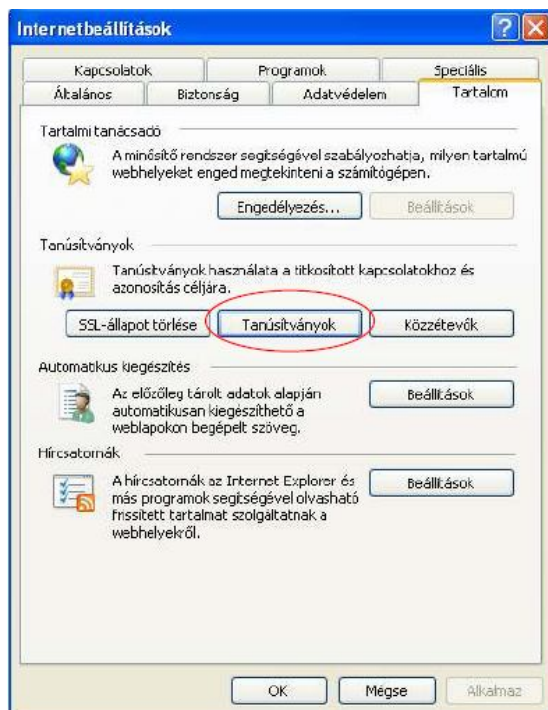 Internetbeállítások
Kapcsolatok Programok Speciális
Általános Biztonság Adatvédelem Tartalom
Tartalmi tanácsadó
A minősítő rendszer segítségével szabályozhatja, milyen tartalmú
webhelyeket enged megtekinteni a számítógépen.
Engedélyezés... Beállítások
Tanúsítványok
Tanúsítványok használata a titkosított kapcsolatokhoz és
azonosítás céljára.
SSL-állapot törlése Tanúsítványok Közzétevők
Automatikus kiegészítés
Az előzőleg tárolt adatok alapján
automatikusan kiegészíthető a
weblapokon begépelt szöveg.
Beállítások
Hírcsatornák
A hírcsatornák az Internet Explorer és
más programok segítségével olvasható
frissített tartalmat szolgáltatnak a
webhelyekről.
Beállítások
OK Mégse Alkalmaz